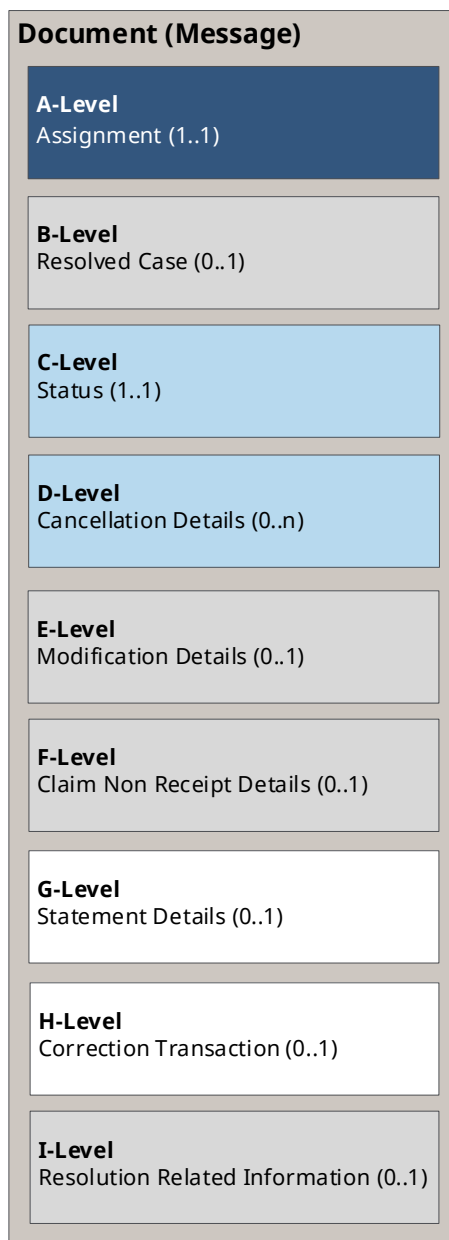 Document (Message)
A-Level
Assignment (1..1)
B-Level
Resolved Case (0..1)
C-Level
Status (1..1)
D-Level
Cancellation Details (0..n)
E-Level
Modification Details (0..1)
F-Level
Claim Non Receipt Details (0..1)
G-Level
Statement Details (0..1)
H-Level
Correction Transaction (0..1)
I-Level
Resolution Related Information (0..1)